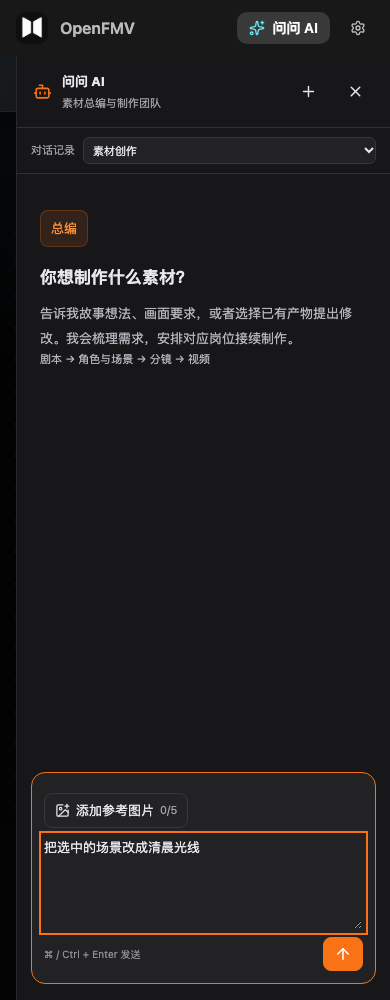 OpenFMV
问问 AI
问问 AI
素材总编与制作团队
对话记录
素材创作
总编
你想制作什么素材?
告诉我故事想法、画面要求，或者选择已有产物提出修
改。我会梳理需求，安排对应岗位接续制作。
剧本 → 角色与场景 → 分镜 → 视频
添加参考图片 0/5
把选中的场景改成清晨光线
⌘ / Ctrl + Enter 发送